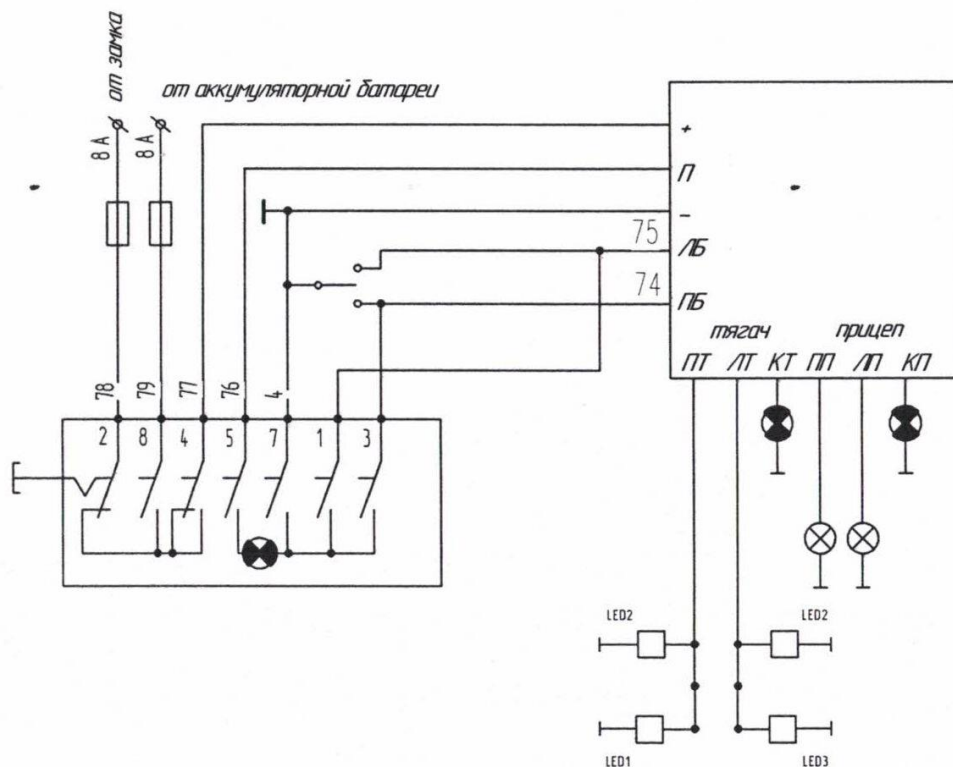 от замка
от аккумуляторной батареи
8 А
8 А
+
П
-
75
ЛБ
74
ПБ
тягач
прицеп
ПТ ЛТ КТ ПП ЛП КП
78 79 77 76 4
2 8 4 5 7 1 3
LED2
LED2
LED1
LED3